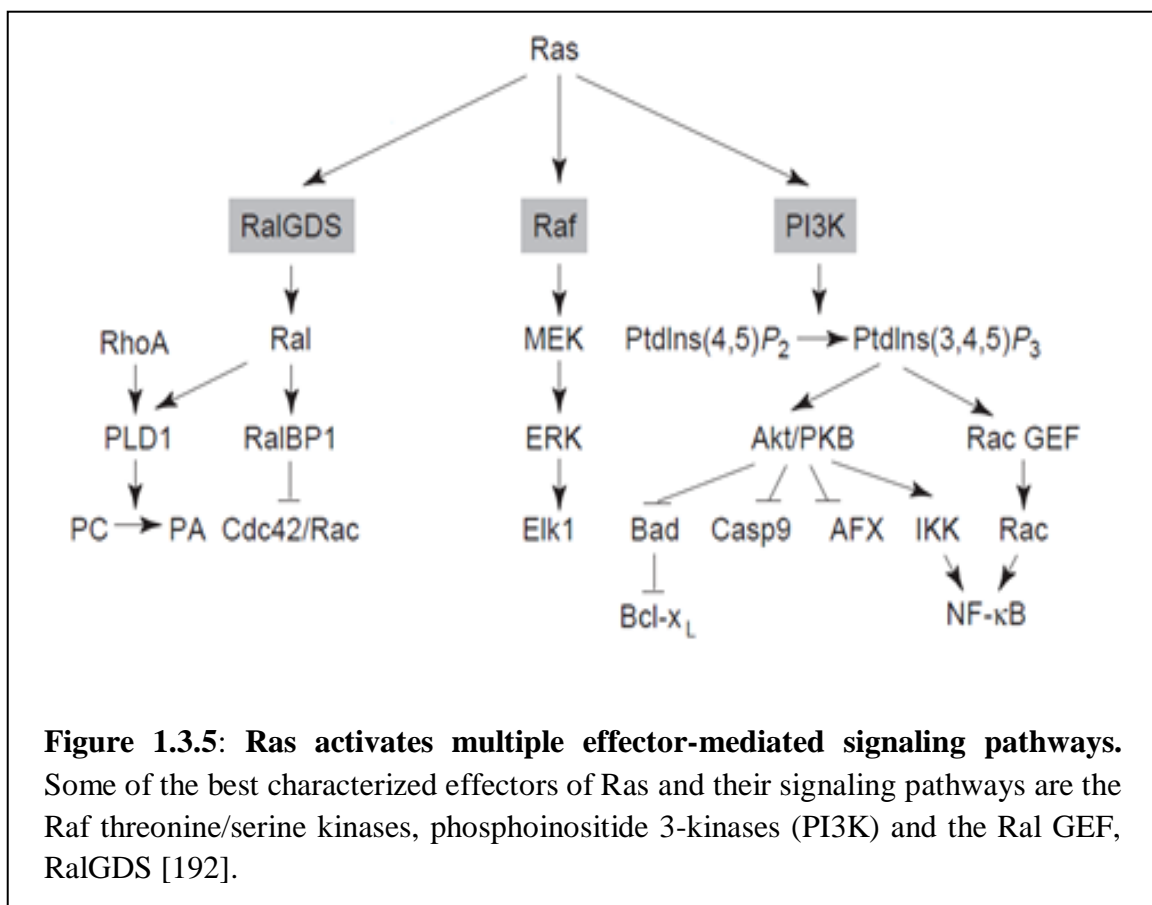 Ras
RalGDS Raf PI3K
RhoA Ral MEK PtdIns(4,5)P2 PtdIns(3,4,5)P3
PLD1 RalBP1 ERK Akt/PKB Rac GEF
PC PA Cdc42/Rac Elk1 Bad Casp9 AFX IKK Rac
Bcl-xL NF-κB
Figure 1.3.5: Ras activates multiple effector-mediated signaling pathways.
Some of the best characterized effectors of Ras and their signaling pathways are the
Raf threonine/serine kinases, phosphoinositide 3-kinases (PI3K) and the Ral GEF,
RalGDS [192].